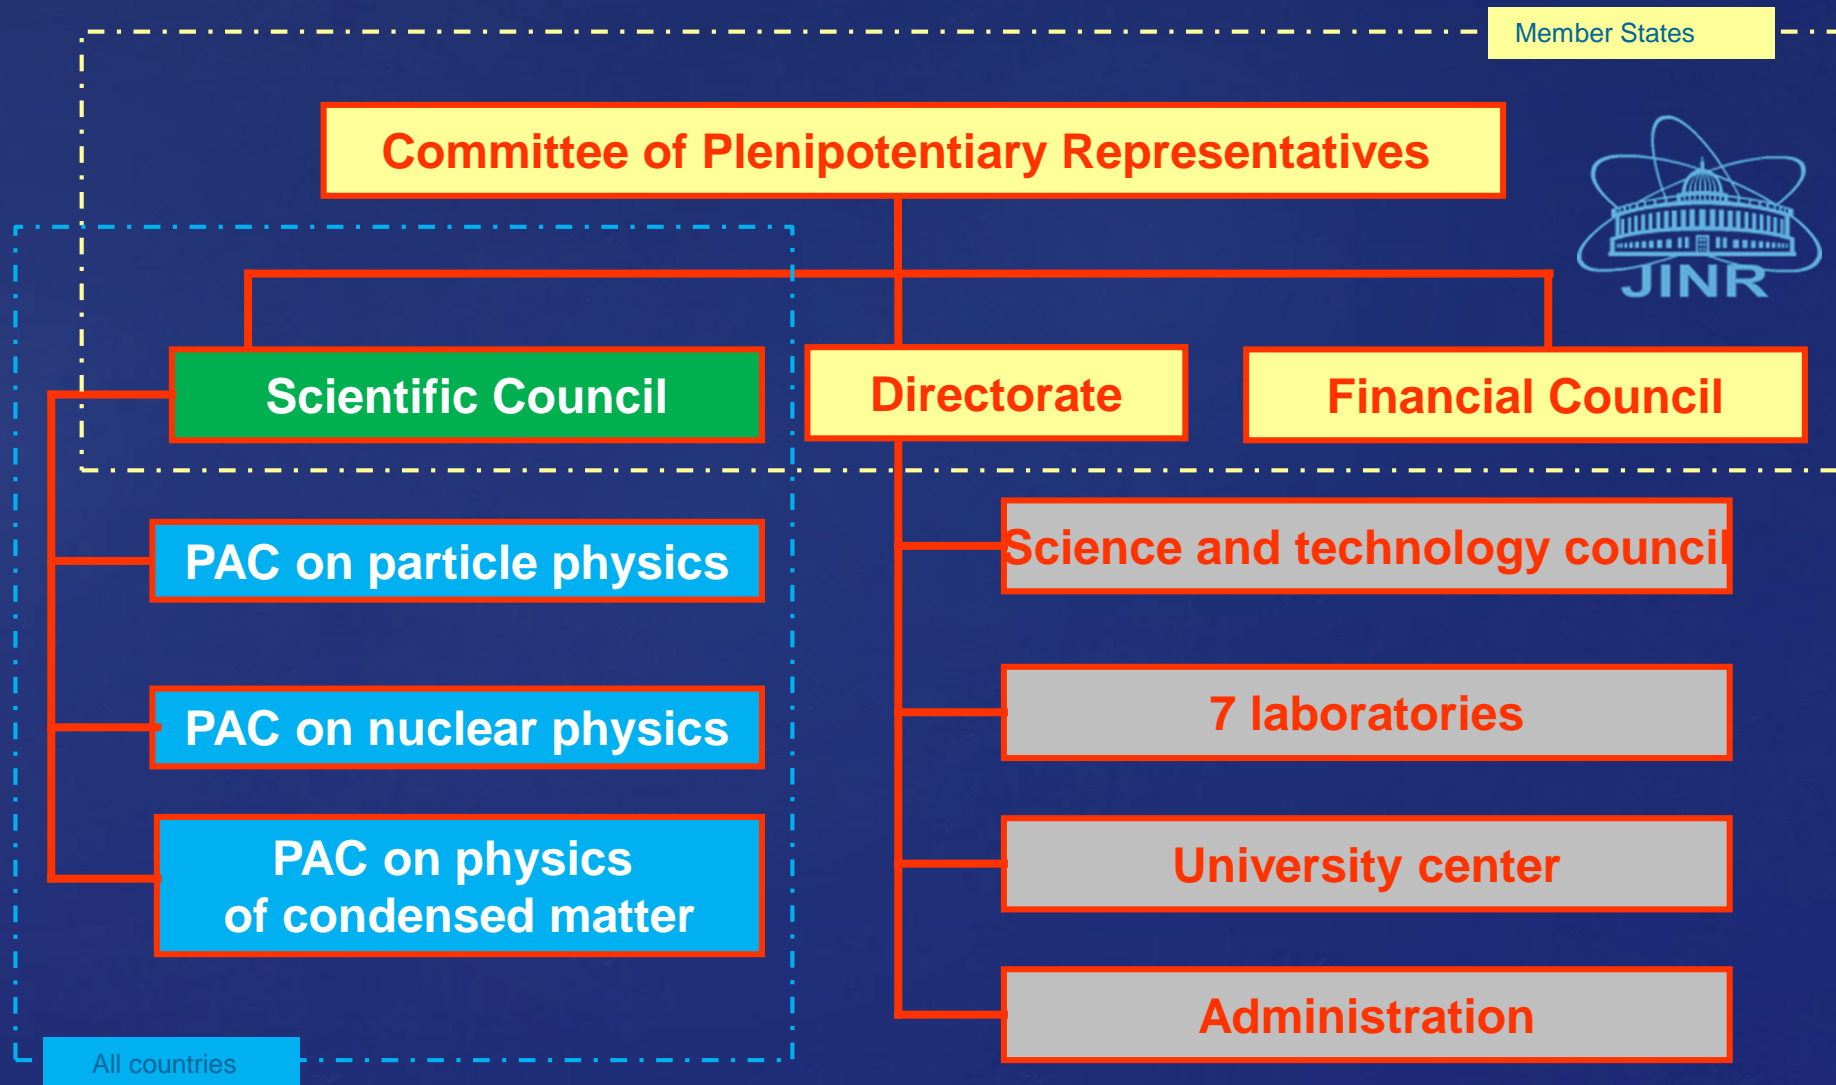 Member States
Committee of Plenipotentiary Representatives
JINR
Scientific Council
Directorate
Financial Council
PAC on particle physics
PAC on nuclear physics
PAC on physics
of condensed matter
Science and technology council
7 laboratories
University center
Administration
All countries